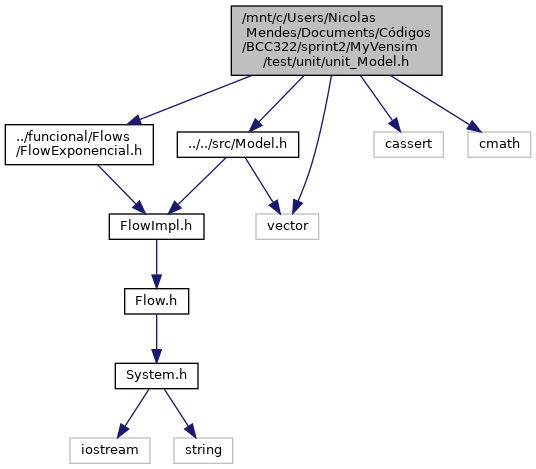 /mnt/c/Users/Nicolas
Mendes/Documents/Códigos
/BCC322/sprint2/MyVensim
/test/unit/unit_Model.h
../funcional/Flows
/FlowExponencial.h
../../src/Model.h
cassert
cmath
FlowImpl.h
vector
Flow.h
System.h
iostream
string